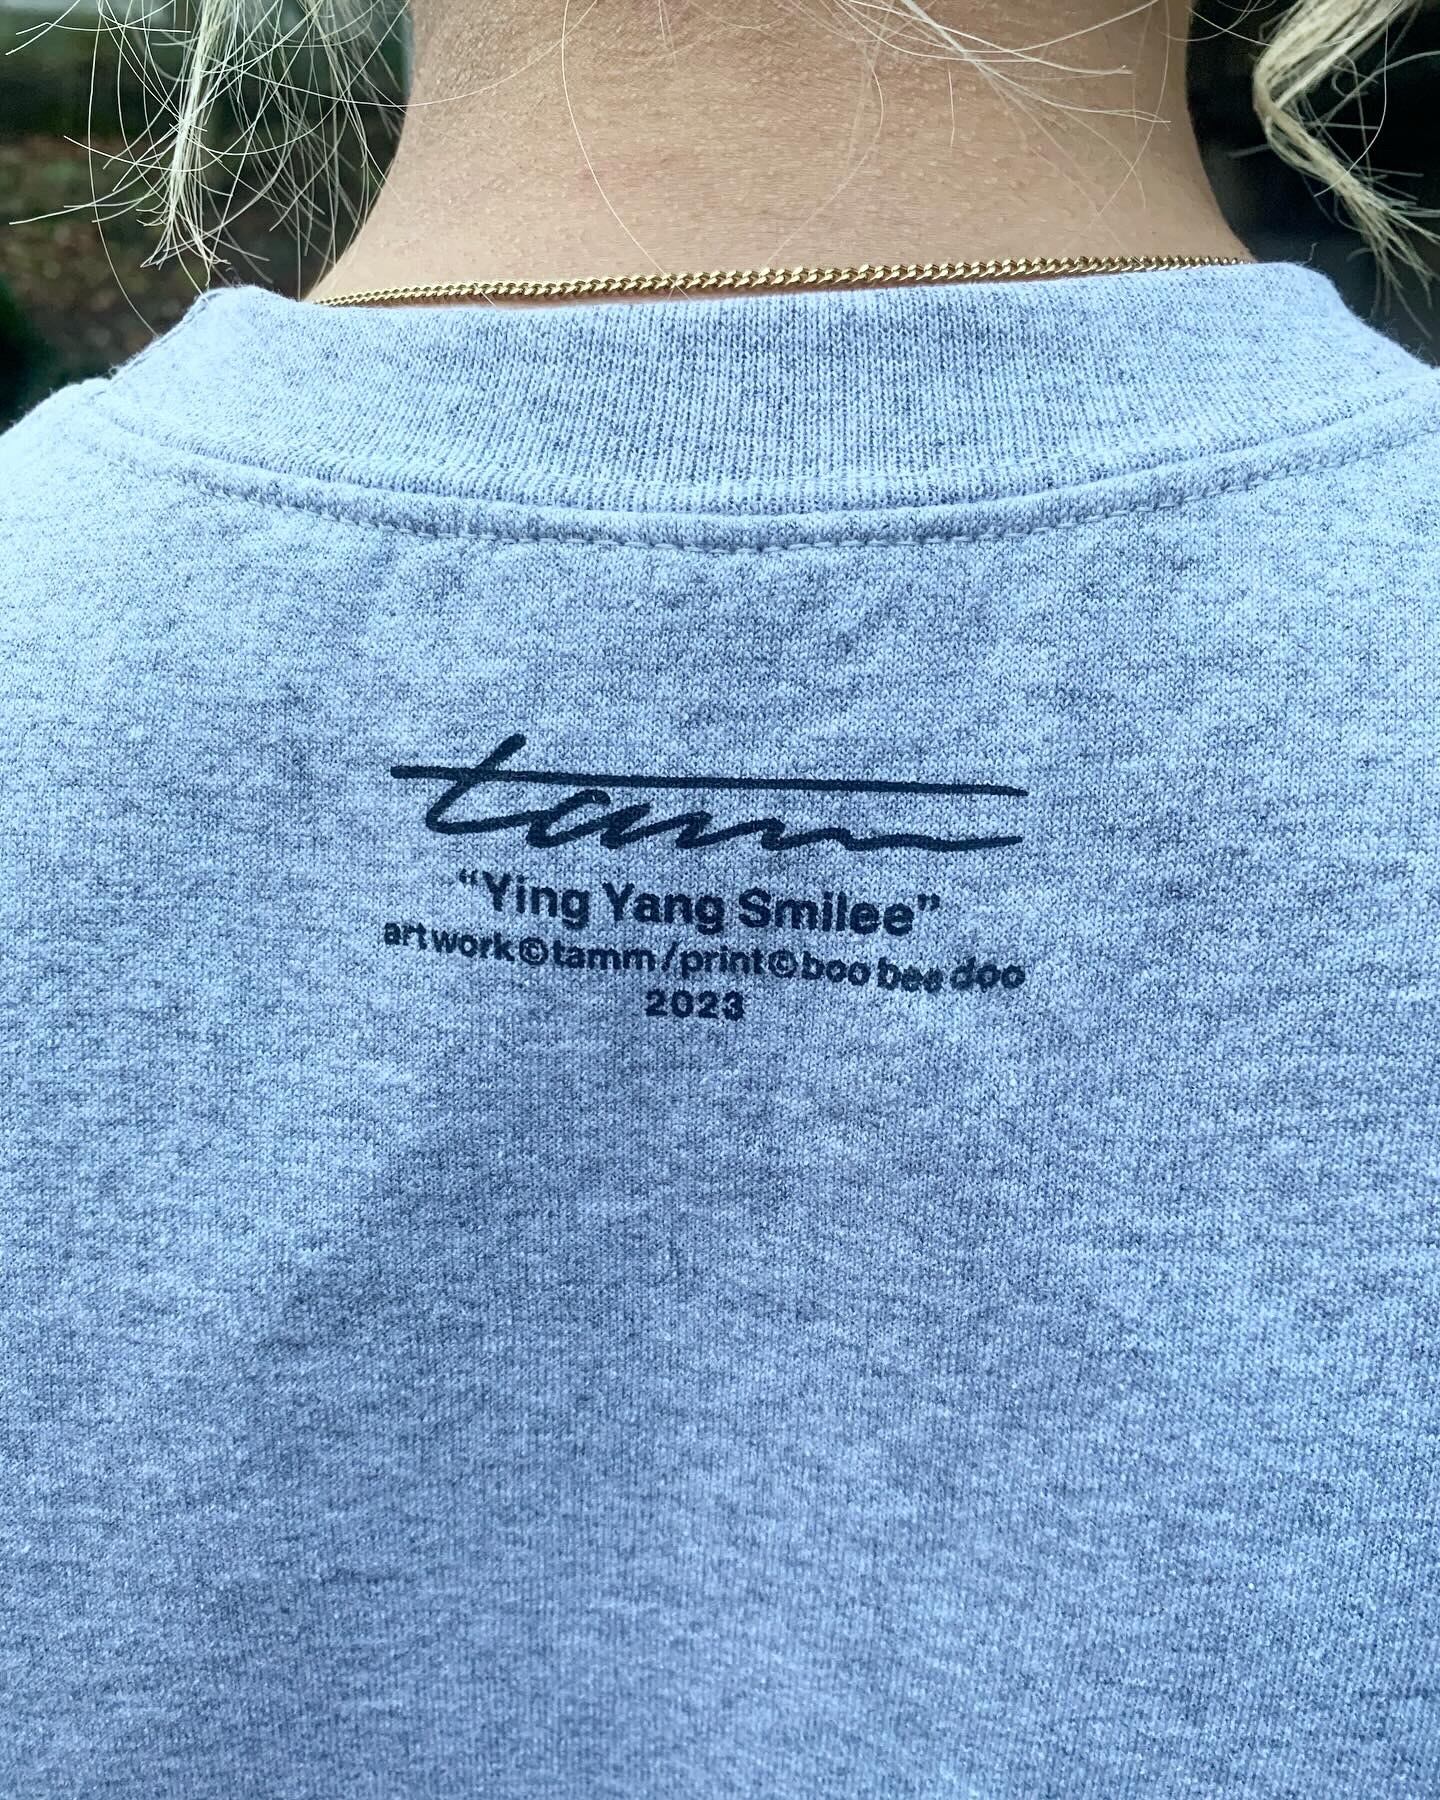 tamm
“Ying Yang Smilee”
artwork©tamm/print©boo bee doo
2023